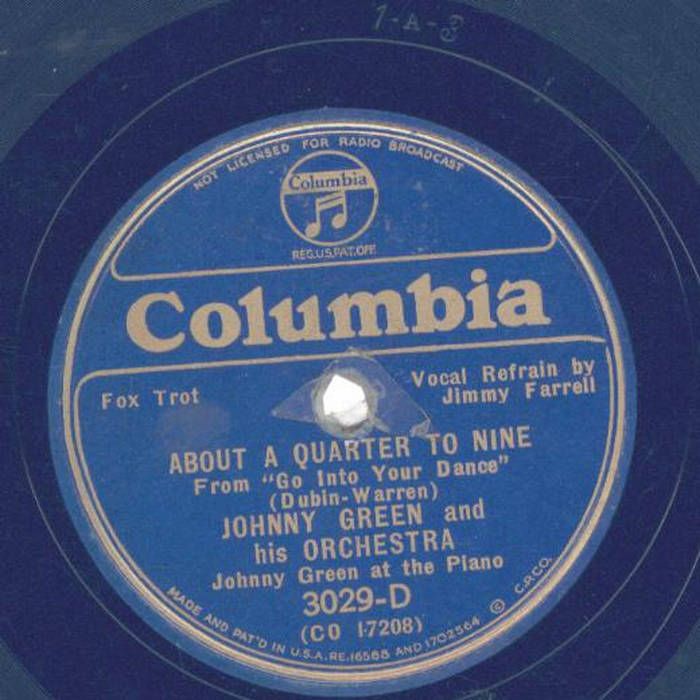 1-A-3
NOT LICENSED FOR RADIO BROADCAST
Columbia
REG.U.S.PAT.OFF.
Columbia
Fox Trot
Vocal Refrain by
Jimmy Farrell
ABOUT A QUARTER TO NINE
From "Go Into Your Dance"
(Dubin-Warren)
JOHNNY GREEN and
his ORCHESTRA
Johnny Green at the Piano
3029-D
(CO 17208)
MADE AND PAT'D IN U.S.A. RE.16588 AND 1702564 © C.P.CO.